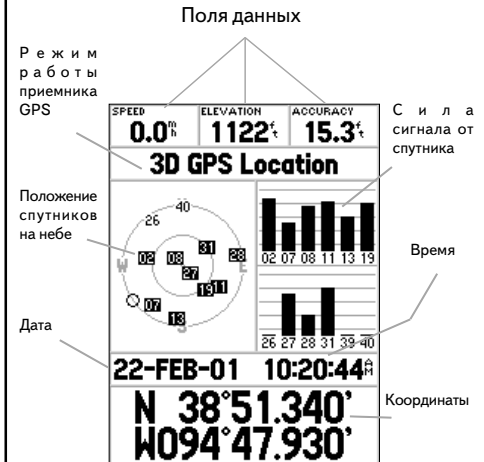 Поля данных
Режим
работы
приемника
GPS
Сила
сигнала от
спутника
SPEED ELEVATION ACCURACY
0.0 m/h 1122 ft 15.3 ft
3D GPS Location
Положение
спутников
на небе
40
26
31
28
02 08
W E
27
19 11
07
13
S
02 07 08 11 13 19
26 27 28 31 39 40
Время
Дата
22-FEB-01 10:20:44 AM
N 38°51.340'
W094°47.930'
Координаты